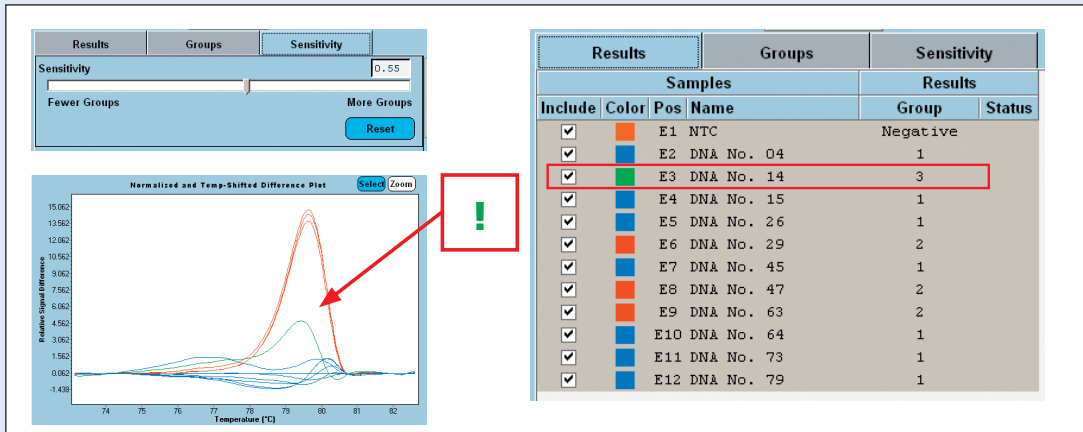 Results Groups Sensitivity
Sensitivity 0.55
Fewer Groups More Groups
Reset
Normalized and Temp-Shifted Difference Plot Select Zoom
Relative Signal Difference
15.062
13.562
12.062
10.562
9.062
7.562
6.062
4.562
3.062
1.562
0.062
-1.438
74 75 76 77 78 79 80 81 82
Temperature (°C)
!
Results Groups Sensitivity
Samples Results
Include Color Pos Name Group Status
E1 NTC Negative
E2 DNA No. 04 1
E3 DNA No. 14 3
E4 DNA No. 15 1
E5 DNA No. 26 1
E6 DNA No. 29 2
E7 DNA No. 45 1
E8 DNA No. 47 2
E9 DNA No. 63 2
E10 DNA No. 64 1
E11 DNA No. 73 1
E12 DNA No. 79 1